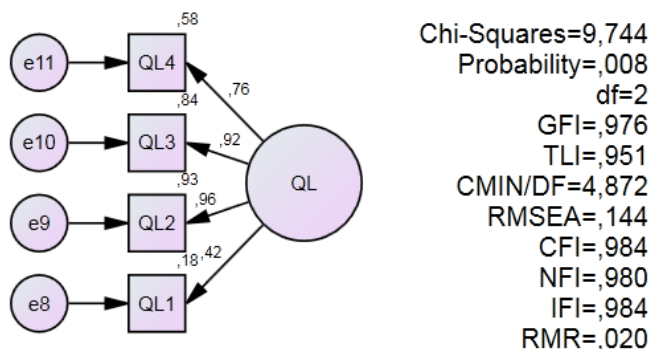 ,58
e11 QL4
,76
,84
e10 QL3
,92
QL
,93
,96
e9 QL2
,18 ,42
e8 QL1
Chi-Squares=9,744
Probability=,008
df=2
GFI=,976
TLI=,951
CMIN/DF=4,872
RMSEA=,144
CFI=,984
NFI=,980
IFI=,984
RMR=,020